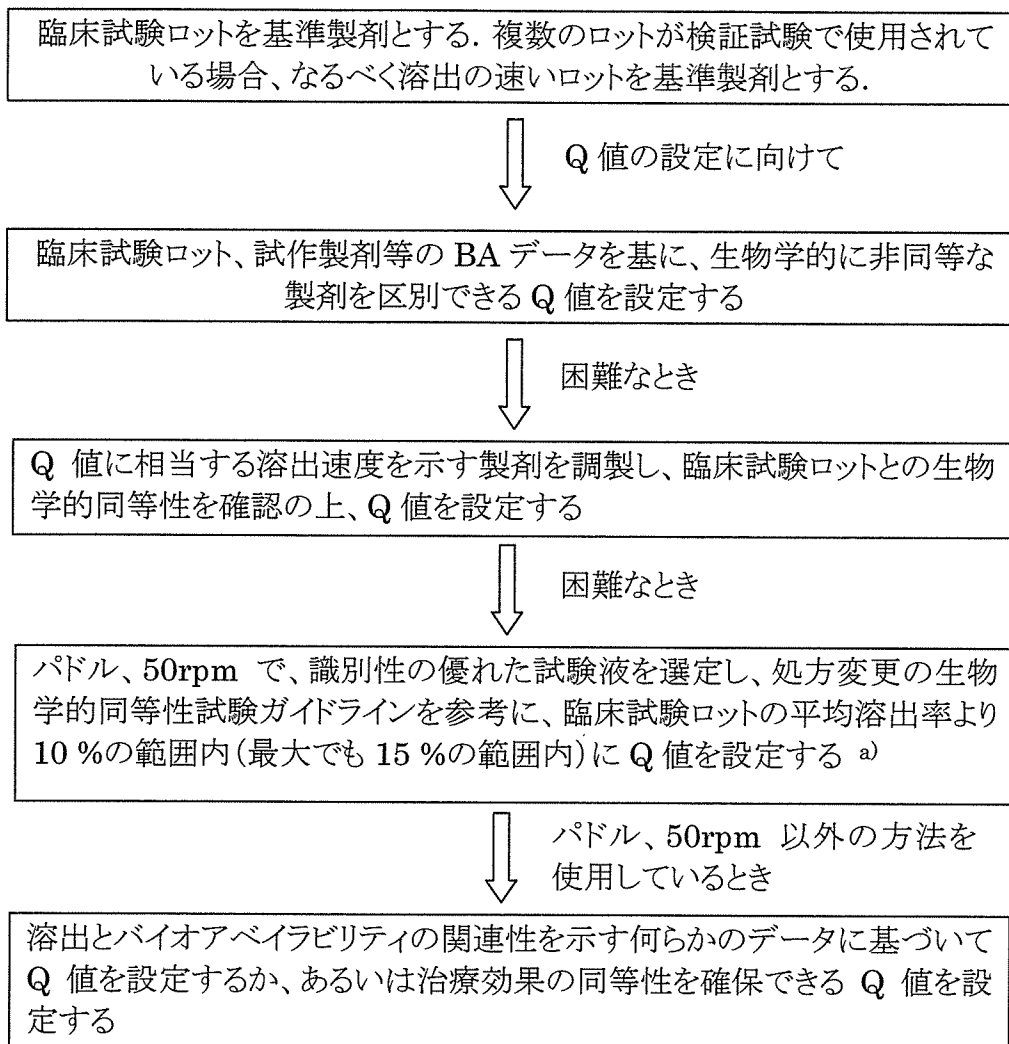 臨床試験ロットを基準製剤とする. 複数のロットが検証試験で使用されて
いる場合、なるべく溶出の速いロットを基準製剤とする.
Q 値の設定に向けて
臨床試験ロット、試作製剤等の BA データを基に、生物学的に非同等な
製剤を区別できる Q 値を設定する
困難なとき
Q 値に相当する溶出速度を示す製剤を調製し、臨床試験ロットとの生物
学的同等性を確認の上、Q 値を設定する
困難なとき
パドル、50rpm で、識別性の優れた試験液を選定し、処方変更の生物
学的同等性試験ガイドラインを参考に、臨床試験ロットの平均溶出率より
10 %の範囲内(最大でも 15 %の範囲内)に Q 値を設定する a)
パドル、50rpm 以外の方法を
使用しているとき
溶出とバイオアベイラビリティの関連性を示す何らかのデータに基づいて
Q 値を設定するか、あるいは治療効果の同等性を確保できる Q 値を設
定する